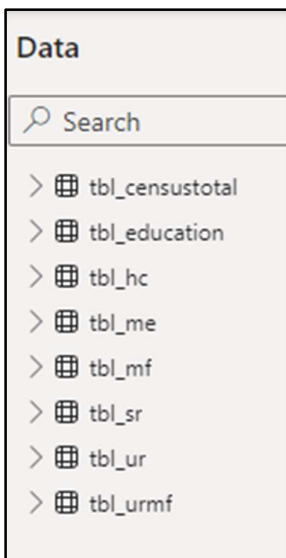 Data
Search
tbl_censustotal
tbl_education
tbl_hc
tbl_me
tbl_mf
tbl_sr
tbl_ur
tbl_urmf